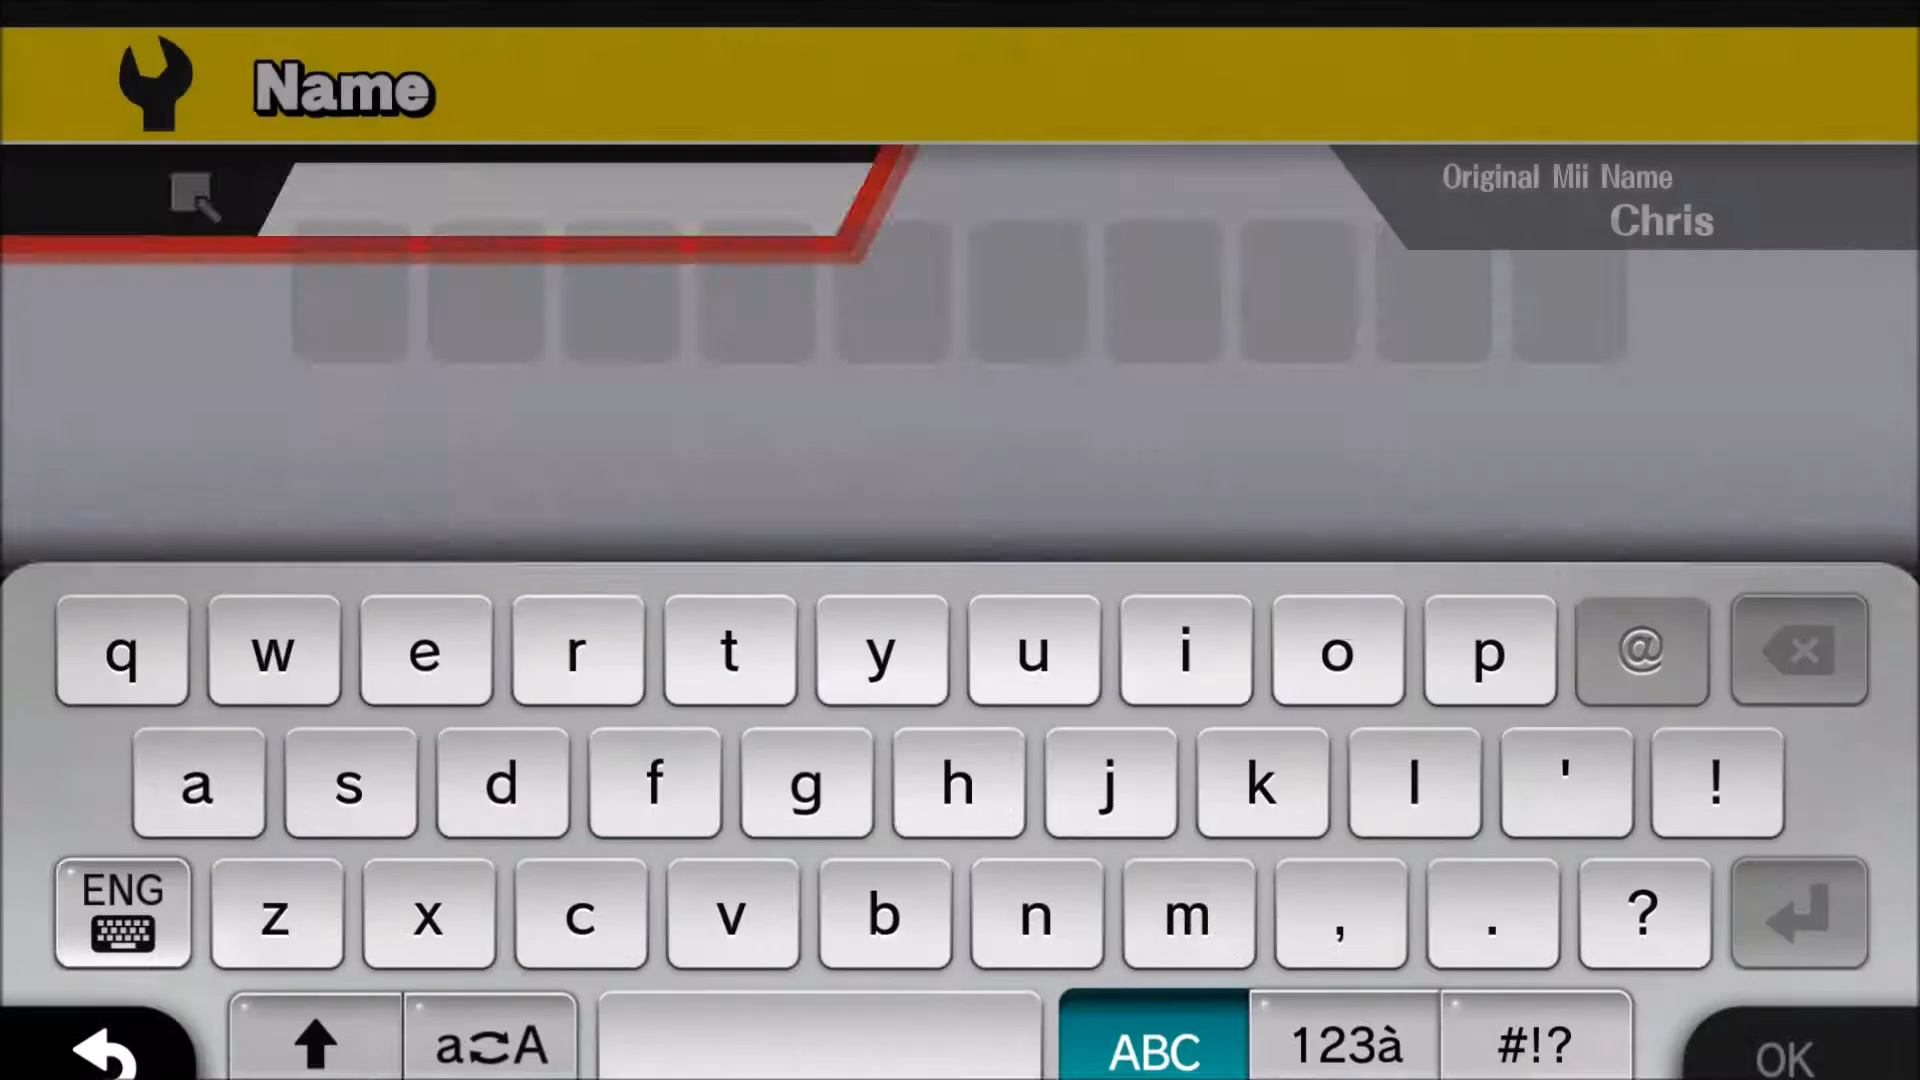 Name
Original Mii Name
Chris
q w e r t y u i o p @
a s d f g h j k l ' !
ENG z x c v b n m , . ?
a A ABC 123à #!? OK